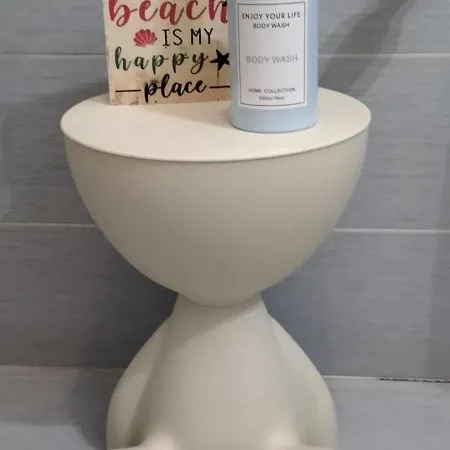 beach
IS MY
happy
place
ENJOY YOUR LIFE
BODY WASH
BODY WASH
HOME COLLECTION